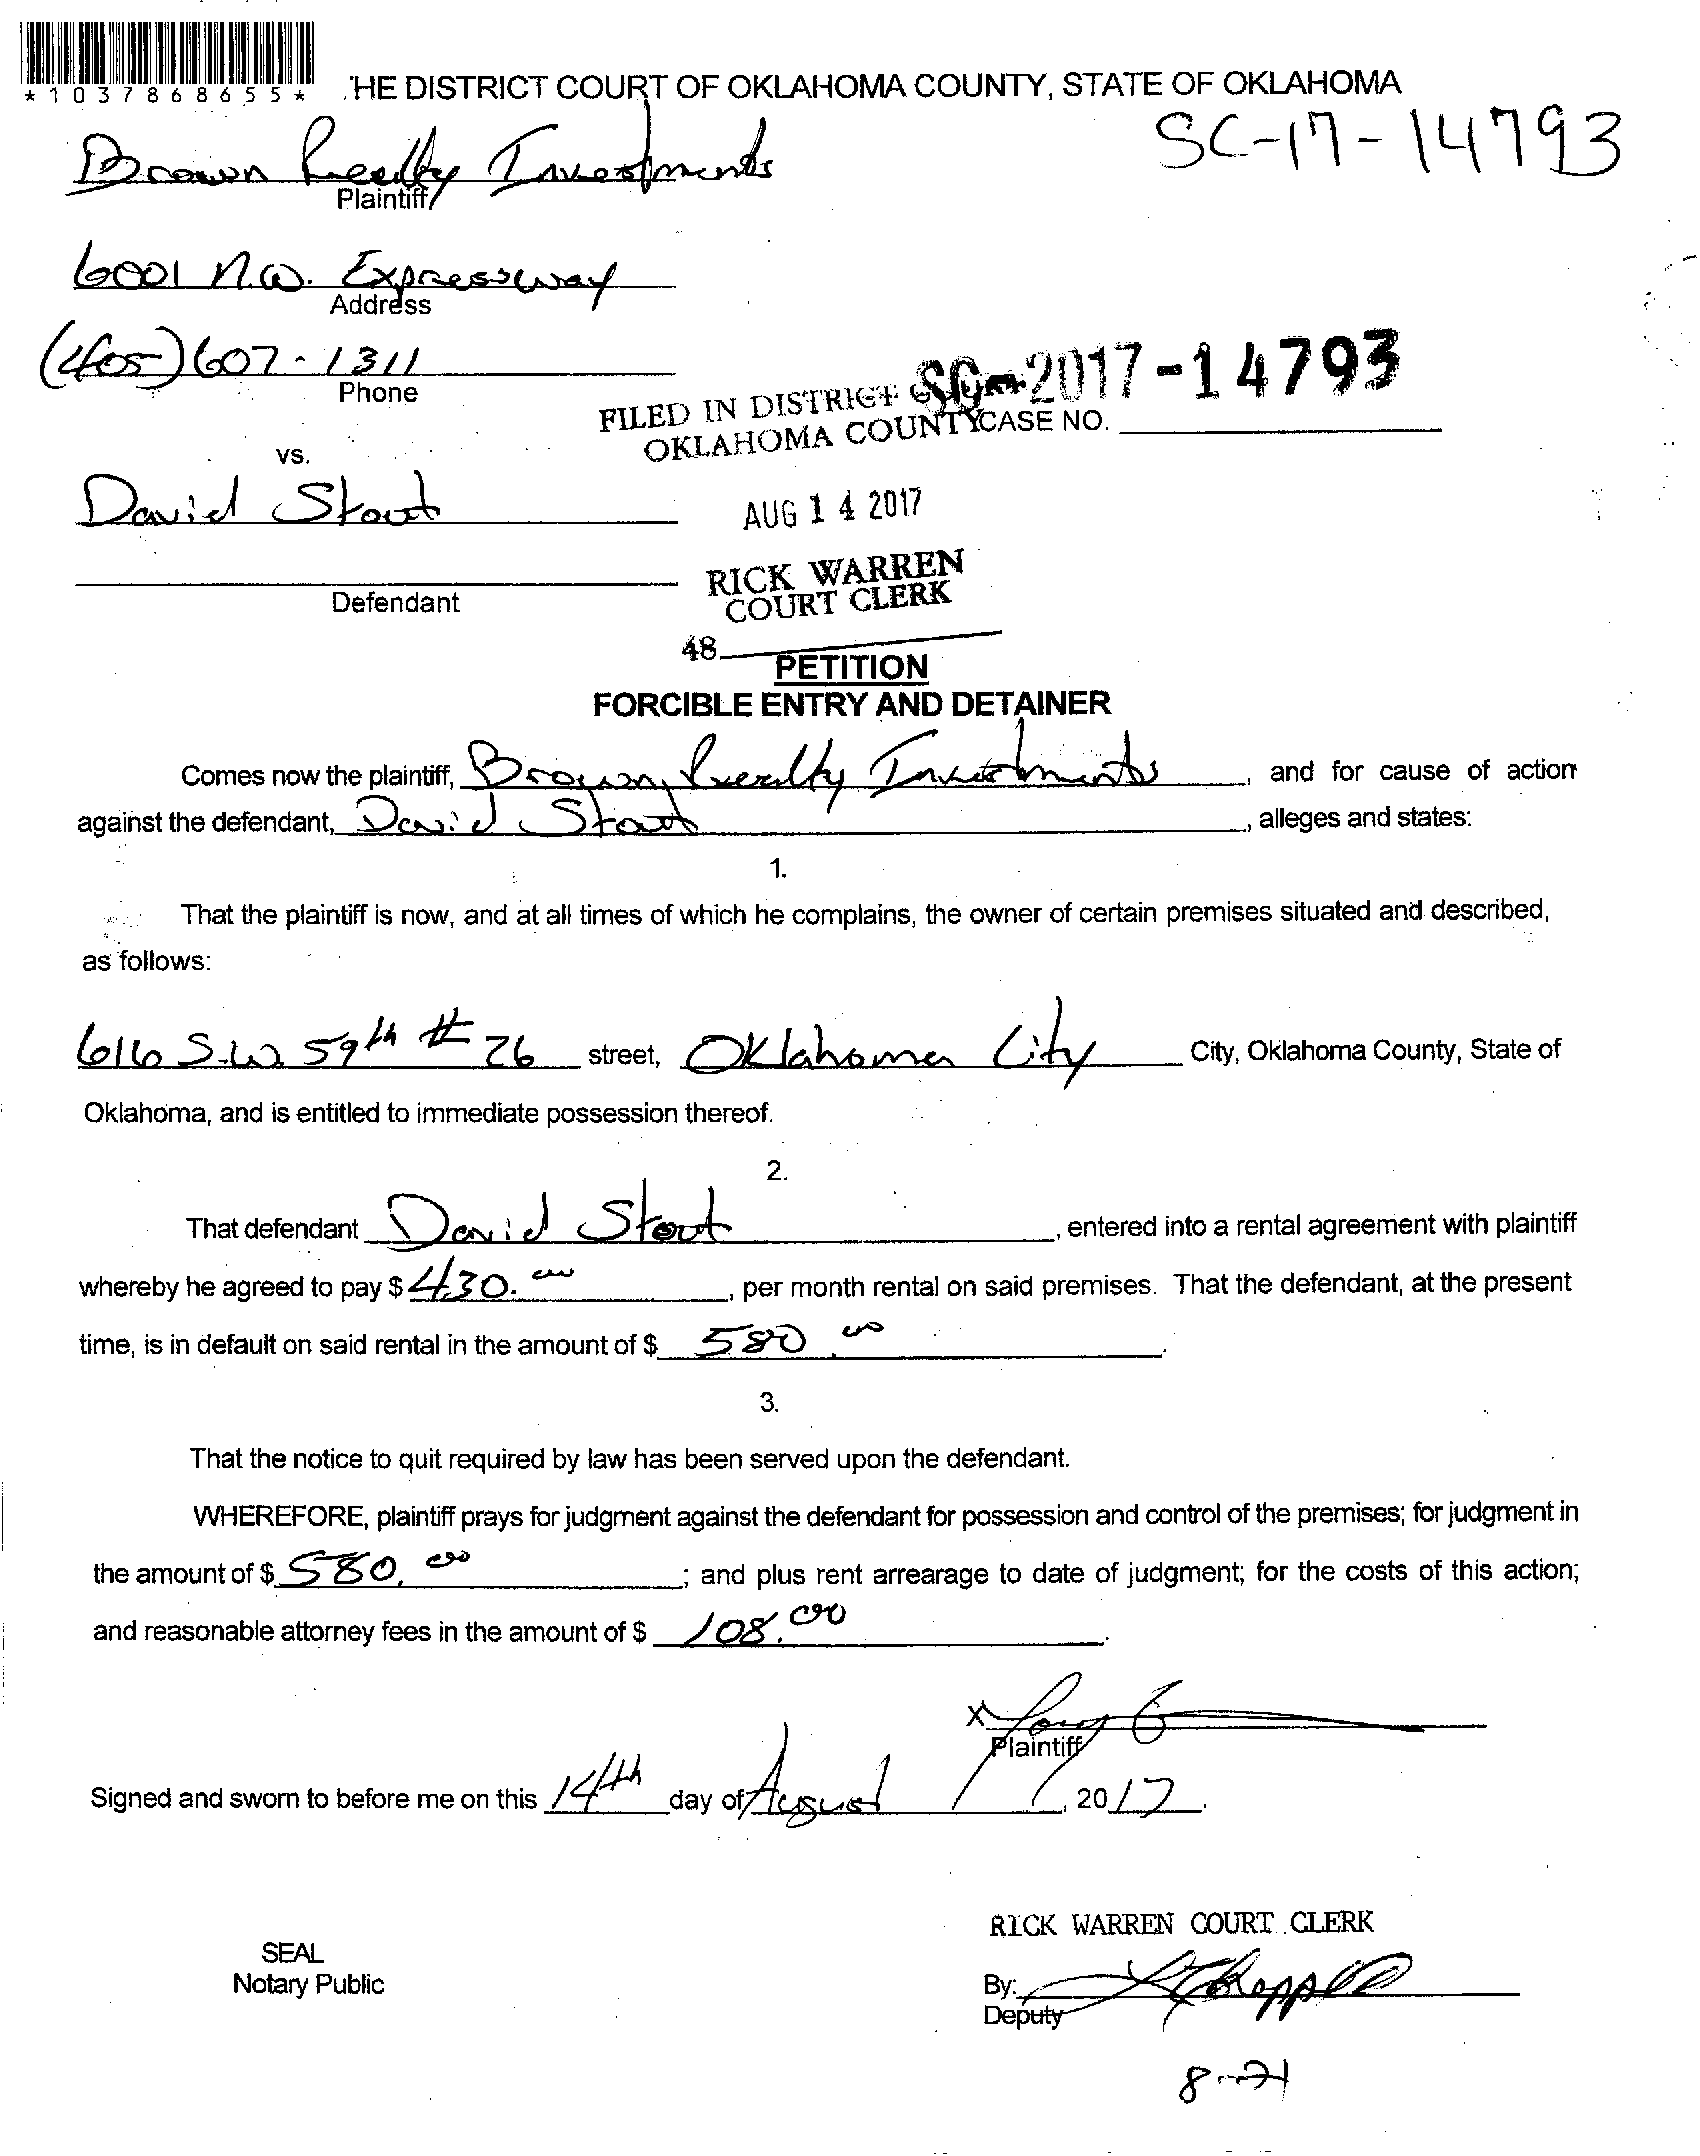 *1037868655*
THE DISTRICT COURT OF OKLAHOMA COUNTY, STATE OF OKLAHOMA
SC-17-14793
Brown Realty Investments
Plaintiff
6001 N.W. Expressway
Address
(405) 607-1311
Phone
SC-2017-14793
FILED IN DISTRICT
OKLAHOMA COUNTY CASE NO.
vs.
David Stout
AUG 14 2017
RICK WARREN
COURT CLERK
Defendant
48
PETITION
FORCIBLE ENTRY AND DETAINER
Comes now the plaintiff, Brown Realty Investments, and for cause of action
against the defendant, David Stout, alleges and states:
1.
That the plaintiff is now, and at all times of which he complains, the owner of certain premises situated and described,
as follows:
616 S.W. 59th # 26 street, Oklahoma City City, Oklahoma County, State of
Oklahoma, and is entitled to immediate possession thereof.
2.
That defendant David Stout, entered into a rental agreement with plaintiff
whereby he agreed to pay $ 430.00, per month rental on said premises. That the defendant, at the present
time, is in default on said rental in the amount of $ 580.00.
3.
That the notice to quit required by law has been served upon the defendant.
WHEREFORE, plaintiff prays for judgment against the defendant for possession and control of the premises; for judgment in
the amount of $ 580.00; and plus rent arrearage to date of judgment; for the costs of this action;
and reasonable attorney fees in the amount of $ 108.00.
X
Plaintiff
Signed and sworn to before me on this 14th day of August, 2017.
RICK WARREN COURT CLERK
SEAL
Notary Public
By:
Deputy
8-21